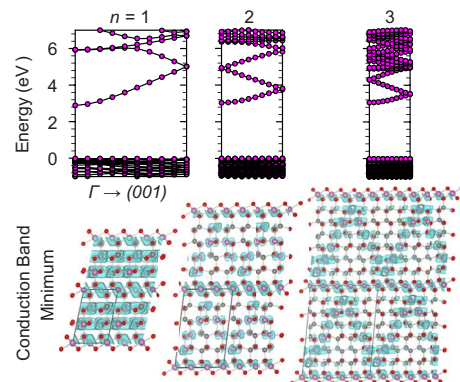 n = 1 2 3
Energy (eV )
6
4
2
0
Γ → (001)
Conduction Band
Minimum